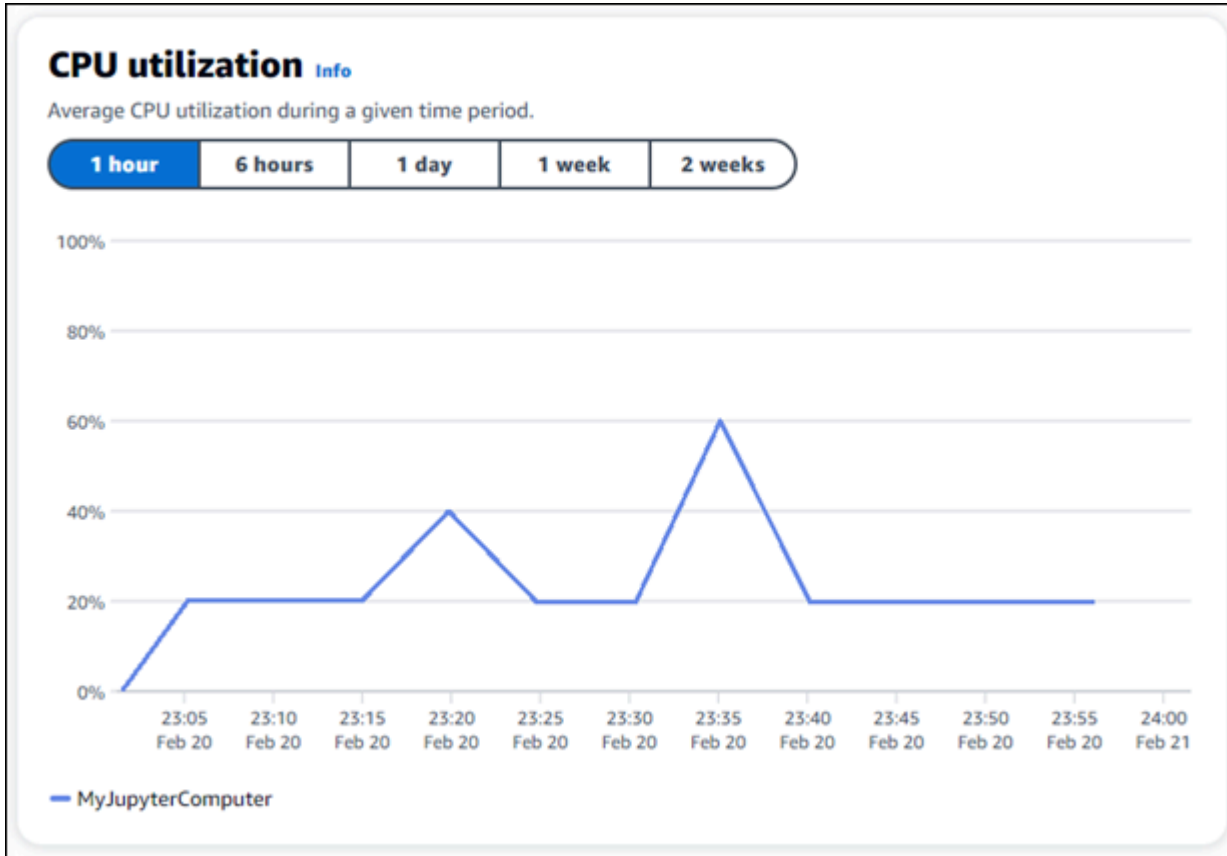 CPU utilization Info
Average CPU utilization during a given time period.
1 hour 6 hours 1 day 1 week 2 weeks
100%
80%
60%
40%
20%
0%
23:05 23:10 23:15 23:20 23:25 23:30 23:35 23:40 23:45 23:50 23:55 24:00
Feb 20 Feb 20 Feb 20 Feb 20 Feb 20 Feb 20 Feb 20 Feb 20 Feb 20 Feb 20 Feb 20 Feb 21
MyJupyterComputer